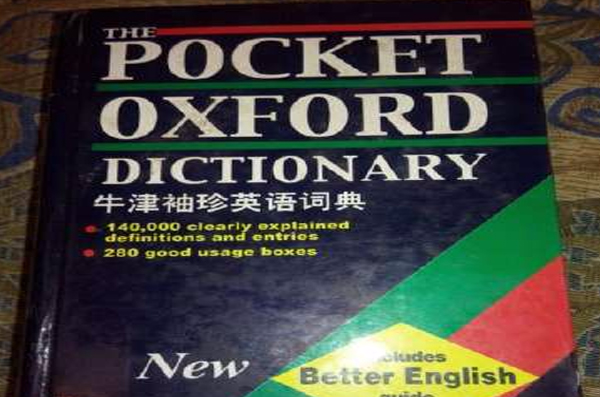 THE
POCKET
OXFORD
DICTIONARY
牛津袖珍英语词典
140,000 clearly explained
definitions and entries
280 good usage boxes
New
Better English
guide